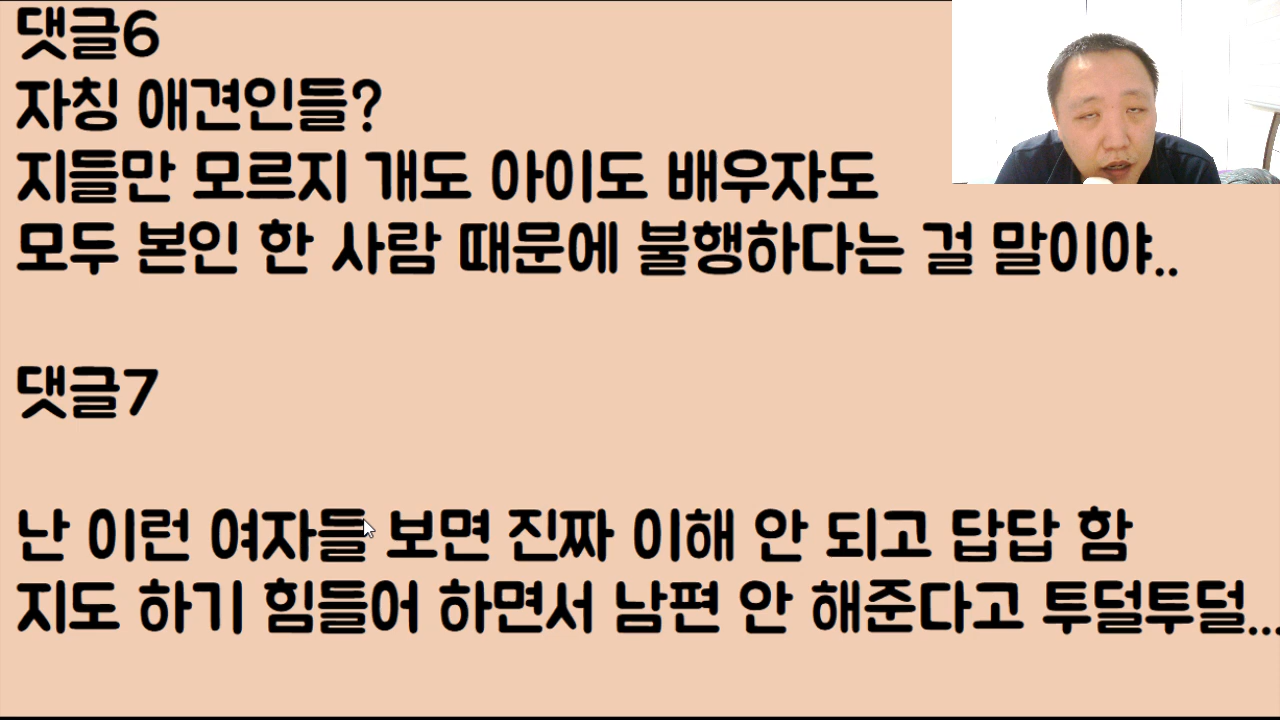 댓글6
자칭 애견인들?
지들만 모르지 개도 아이도 배우자도
모두 본인 한 사람 때문에 불행하다는 걸 말이야..
댓글7
난 이런 여자들 보면 진짜 이해 안 되고 답답 함
지도 하기 힘들어 하면서 남편 안 해준다고 투덜투덜...